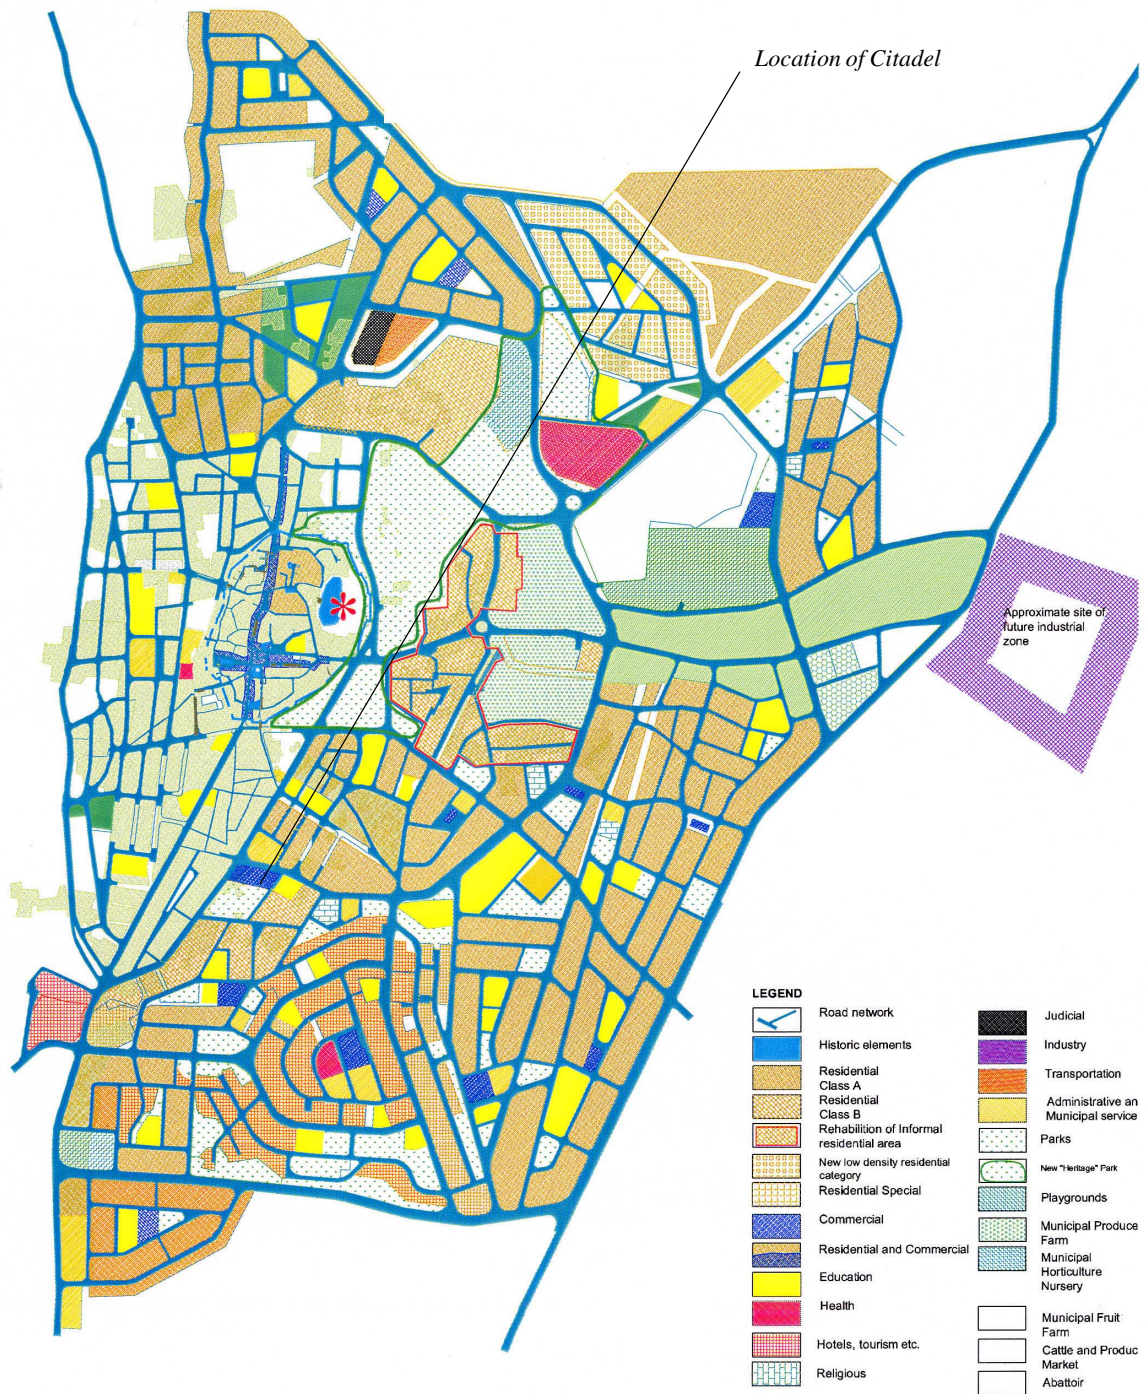 Location of Citadel
Approximate site of
future industrial
zone
LEGEND
Road network
Historic elements
Residential
Class A
Residential
Class B
Rehabilition of Informal
residential area
New low density residential
category
Residential Special
Commercial
Residential and Commercial
Education
Health
Hotels, tourism etc.
Religious
Judicial
Industry
Transportation
Administrative an
Municipal service
Parks
New "Heritage" Park
Playgrounds
Municipal Produce
Farm
Municipal
Horticulture
Nursery
Municipal Fruit
Farm
Cattle and Produc
Market
Abattoir